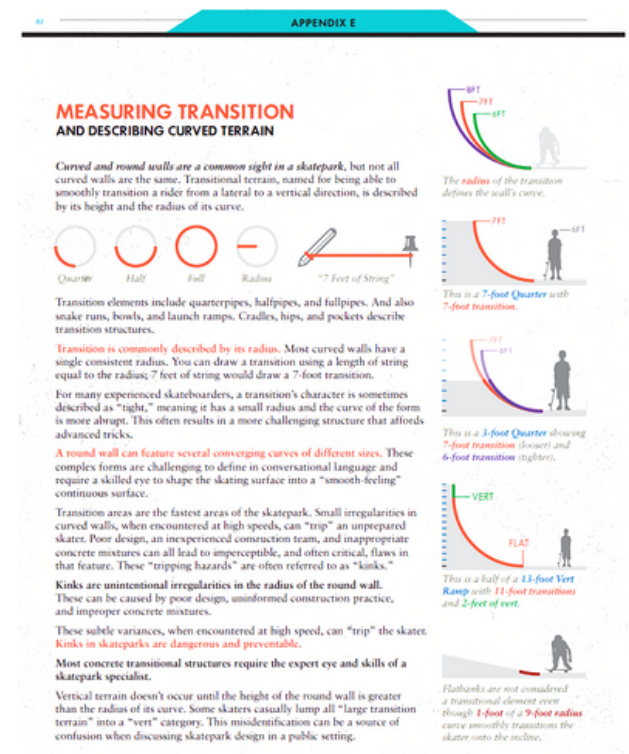 82
APPENDIX E
MEASURING TRANSITION
AND DESCRIBING CURVED TERRAIN
Curved and round walls are a common sight in a skatepark, but not all
curved walls are the same. Transitional terrain, named for being able to
smoothly transition a rider from a lateral to a vertical direction, is described
by its height and the radius of its curve.
Quarter
Half
Full
Radius
"7 Feet of String"
Transition elements include quarterpipes, halfpipes, and fullpipes. And also
snake runs, bowls, and launch ramps. Cradles, hips, and pockets describe
transition structures.
Transition is commonly described by its radius. Most curved walls have a
single consistent radius. You can draw a transition using a length of string
equal to the radius; 7 feet of string would draw a 7-foot transition.
For many experienced skateboarders, a transition's character is sometimes
described as "tight," meaning it has a small radius and the curve of the form
is more abrupt. This often results in a more challenging structure that affords
advanced tricks.
A round wall can feature several converging curves of different sizes. These
complex forms are challenging to define in conversational language and
require a skilled eye to shape the skating surface into a "smooth-feeling"
continuous surface.
Transition areas are the fastest areas of the skatepark. Small irregularities in
curved walls, when encountered at high speeds, can "trip" an unprepared
skater. Poor design, an inexperienced consruction team, and inappropriate
concrete mixtures can all lead to imperceptible, and often critical, flaws in
that feature. These "tripping hazards" are often referred to as "kinks."
Kinks are unintentional irregularities in the radius of the round wall.
These can be caused by poor design, uninformed construction practice,
and improper concrete mixtures.
These subtle variances, when encountered at high speed, can "trip" the skater.
Kinks in skateparks are dangerous and preventable.
Most concrete transitional structures require the expert eye and skills of a
skatepark specialist.
Vertical terrain doesn't occur until the height of the round wall is greater
than the radius of its curve. Some skaters casually lump all "large transition
terrain" into a "vert" category. This misidentification can be a source of
confusion when discussing skatepark design in a public setting.
8FT
7FT
6FT
The radius of the transition
defines the wall's curve.
7FT
6FT
This is a 7-foot Quarter with
7-foot transition.
7FT
6FT
This is a 3-foot Quarter showing
7-foot transition (looser) and
6-foot transition (tighter).
VERT
FLAT
This is a half of a 13-foot Vert
Ramp with 11-foot transitions
and 2-feet of vert.
Flatbanks are not considered
a transitional element even
though 1-foot of a 9-foot radius
curve smoothly transitions the
skater onto the incline.